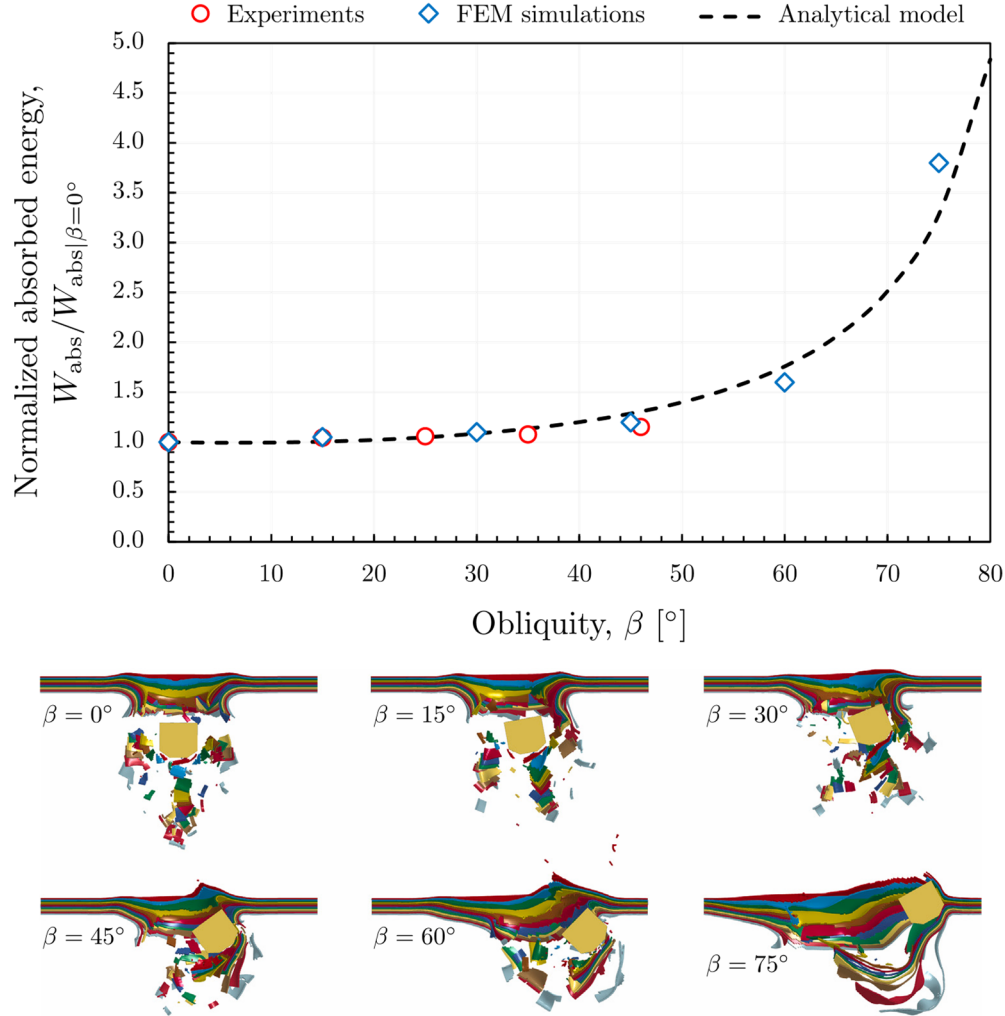 Experiments FEM simulations Analytical model
Normalized absorbed energy,
W_abs/W_abs|β=0°
5.0
4.5
4.0
3.5
3.0
2.5
2.0
1.5
1.0
0.5
0.0
0 10 20 30 40 50 60 70 80
Obliquity, β [°]
β = 0° β = 15° β = 30°
β = 45° β = 60° β = 75°